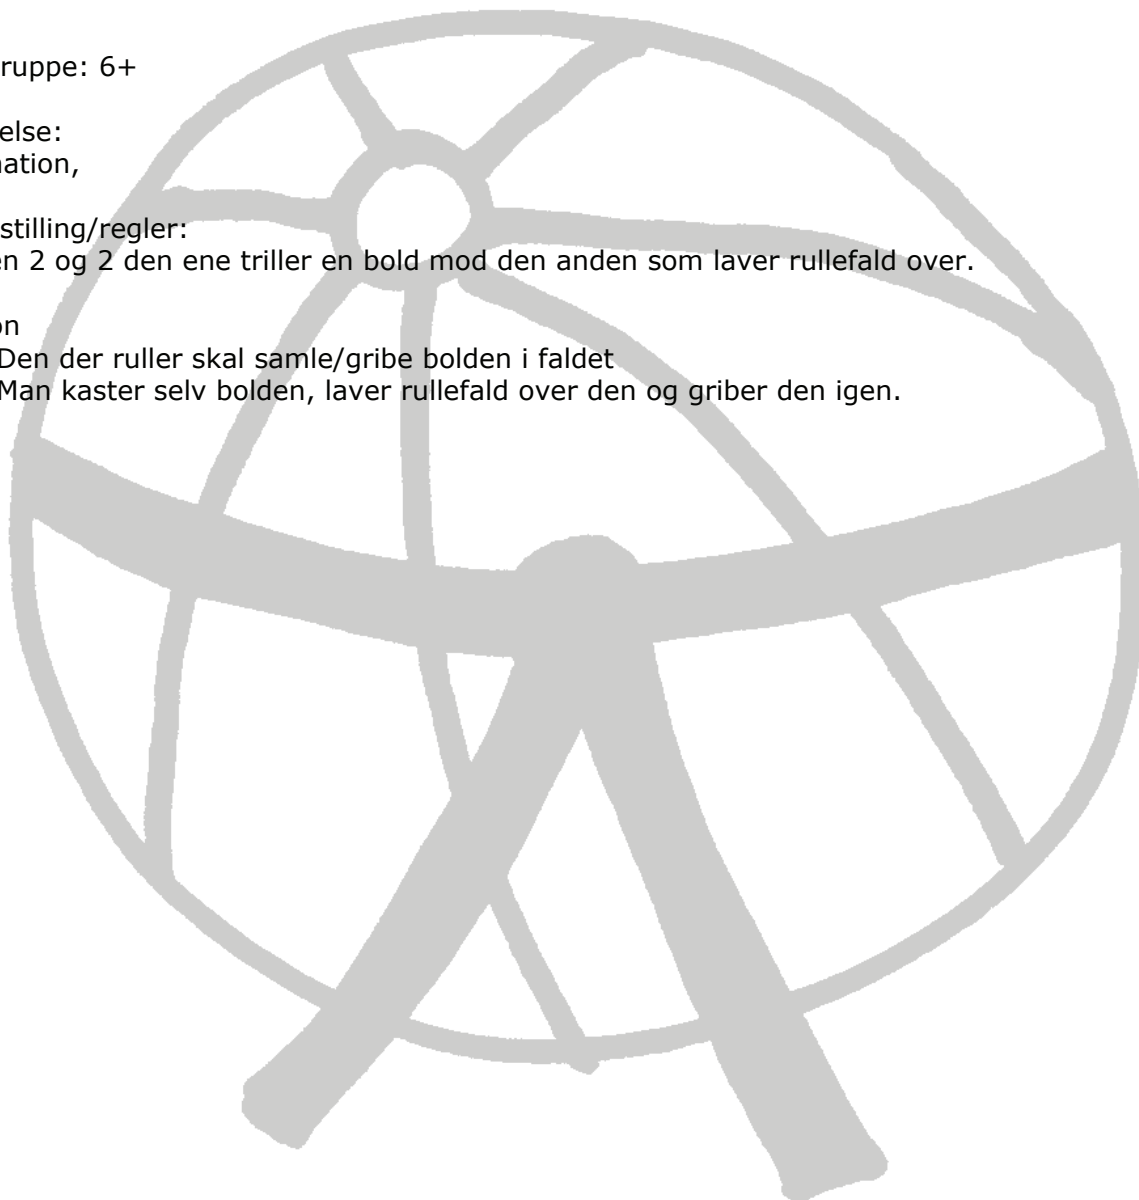 ruppe: 6+
else:
ation,
stilling/regler:
en 2 og 2 den ene triller en bold mod den anden som laver rullefald over.
on
Den der ruller skal samle/gribe bolden i faldet
Man kaster selv bolden, laver rullefald over den og griber den igen.